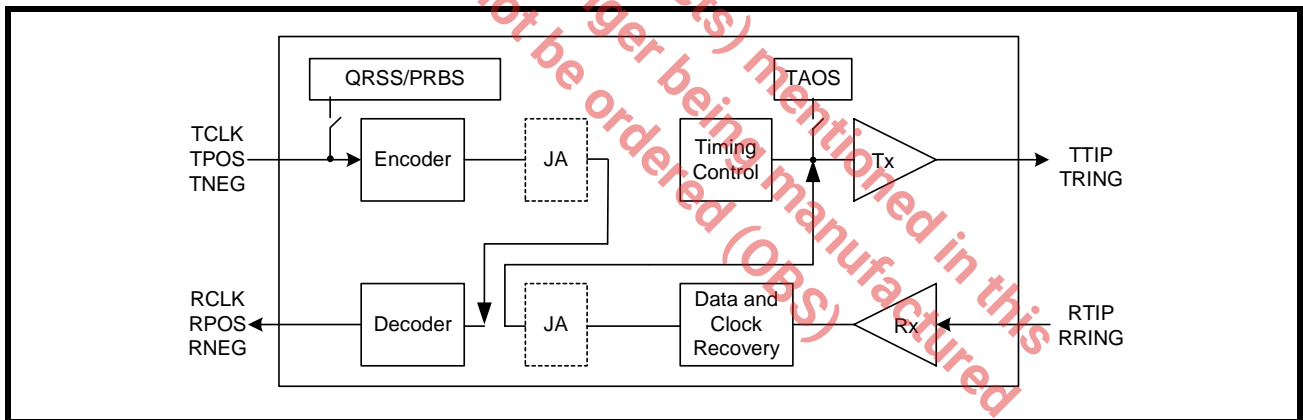 QRSS/PRBS
TAOS
TCLK
TPOS
TNEG
Encoder
JA
Timing
Control
Tx
TTIP
TRING
RCLK
RPOS
RNEG
Decoder
JA
Data and
Clock
Recovery
Rx
RTIP
RRING
cts) mentioned in this
nger being manufactured
not be ordered (OBS)